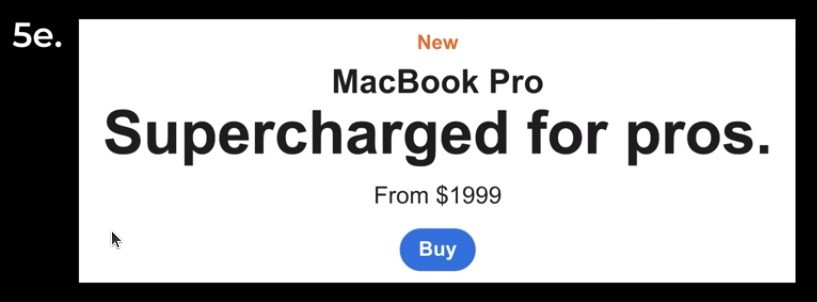 5e.
New
MacBook Pro
Supercharged for pros.
From $1999
Buy